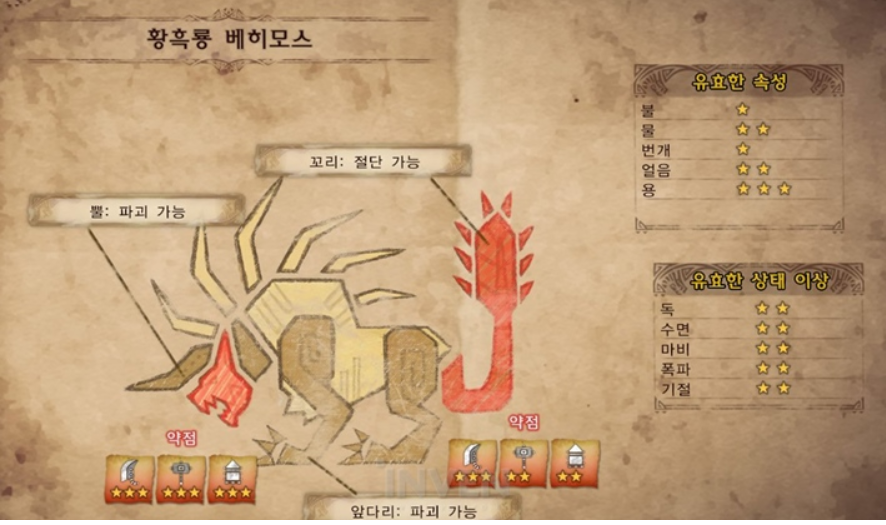 황흑룡 베히모스
유효한 속성
불 ★
물 ★★
번개 ★
얼음 ★★
용 ★★★
꼬리: 절단 가능
뿔: 파괴 가능
유효한 상태 이상
독 ★★
수면 ★★
마비 ★★
폭파 ★★
기절 ★★
약점
★★★ ★★★ ★★★
약점
★★★ ★★ ★★
INVEN
앞다리: 파괴 가능